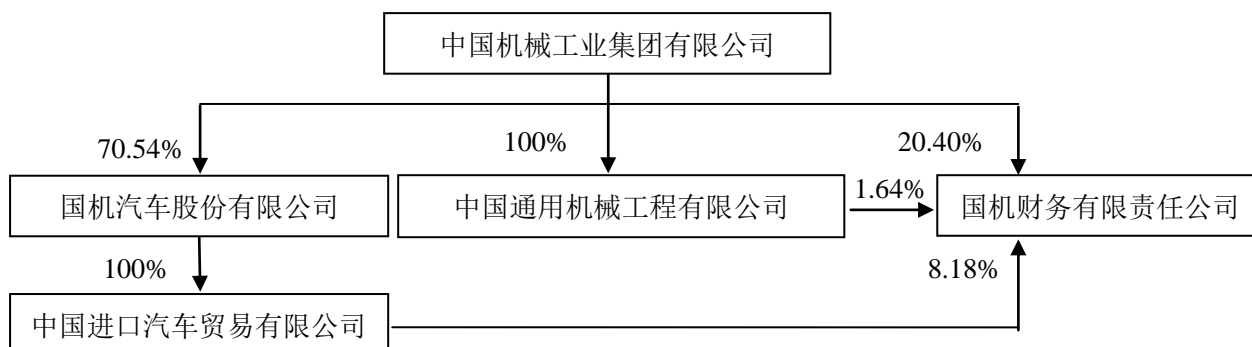 中国机械工业集团有限公司
70.54%
100%
20.40%
国机汽车股份有限公司
中国通用机械工程有限公司
1.64%
国机财务有限责任公司
100%
8.18%
中国进口汽车贸易有限公司